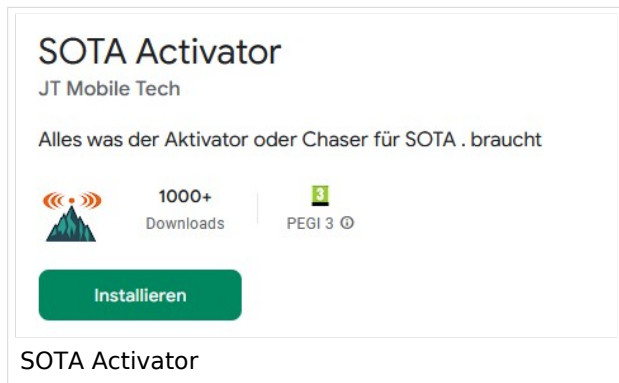 SOTA Activator
JT Mobile Tech
Alles was der Aktivator oder Chaser für SOTA . braucht
1000+
Downloads
3
PEGI 3
Installieren
SOTA Activator